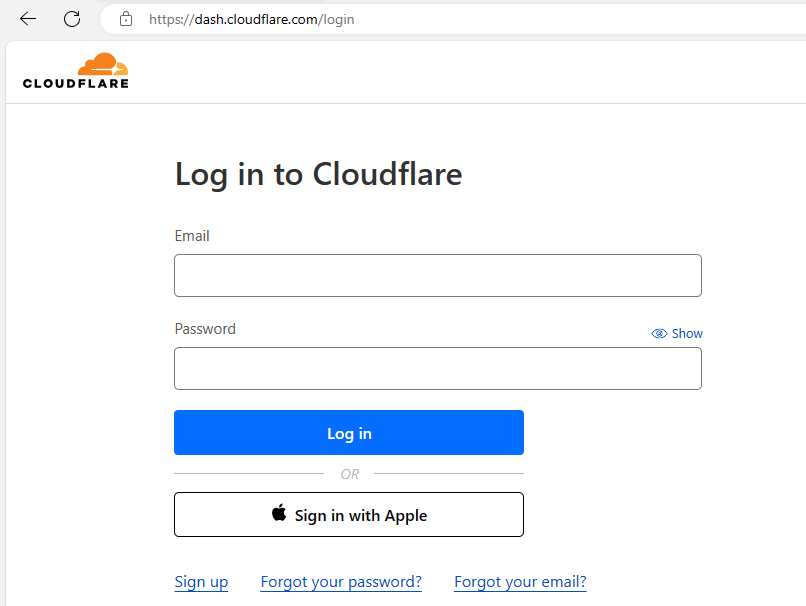 https://dash.cloudflare.com/login
CLOUDFLARE
Log in to Cloudflare
Email
Password
Show
Log in
OR
Sign in with Apple
Sign up Forgot your password? Forgot your email?